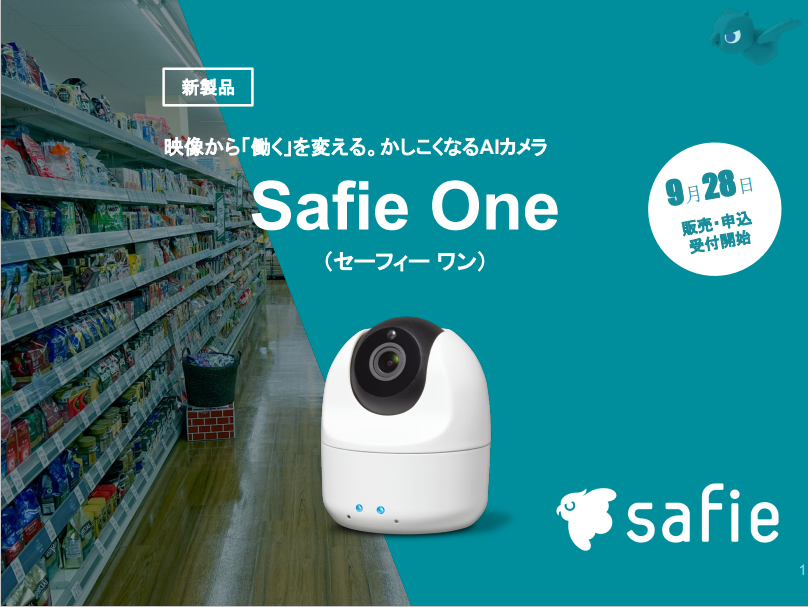 新製品
映像から「働く」を変える。かしこくなるAIカメラ
Safie One
（セーフィー ワン）
9月28日
販売・申込
受付開始
safie
1